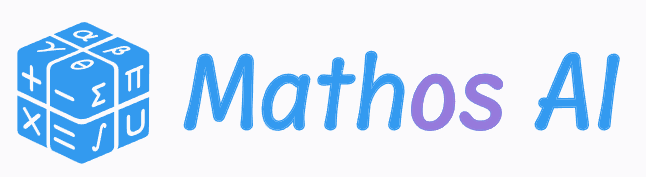 α
γ β
θ
+ − Σ π
× = ∫ U
Mathos AI